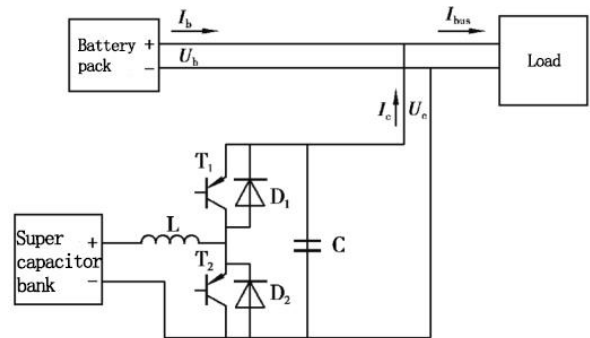 I_b
I_bus
Battery
pack
+
−
U_b
Load
I_c
U_c
T_1
D_1
L
C
Super
capacitor
bank
+
−
T_2
D_2